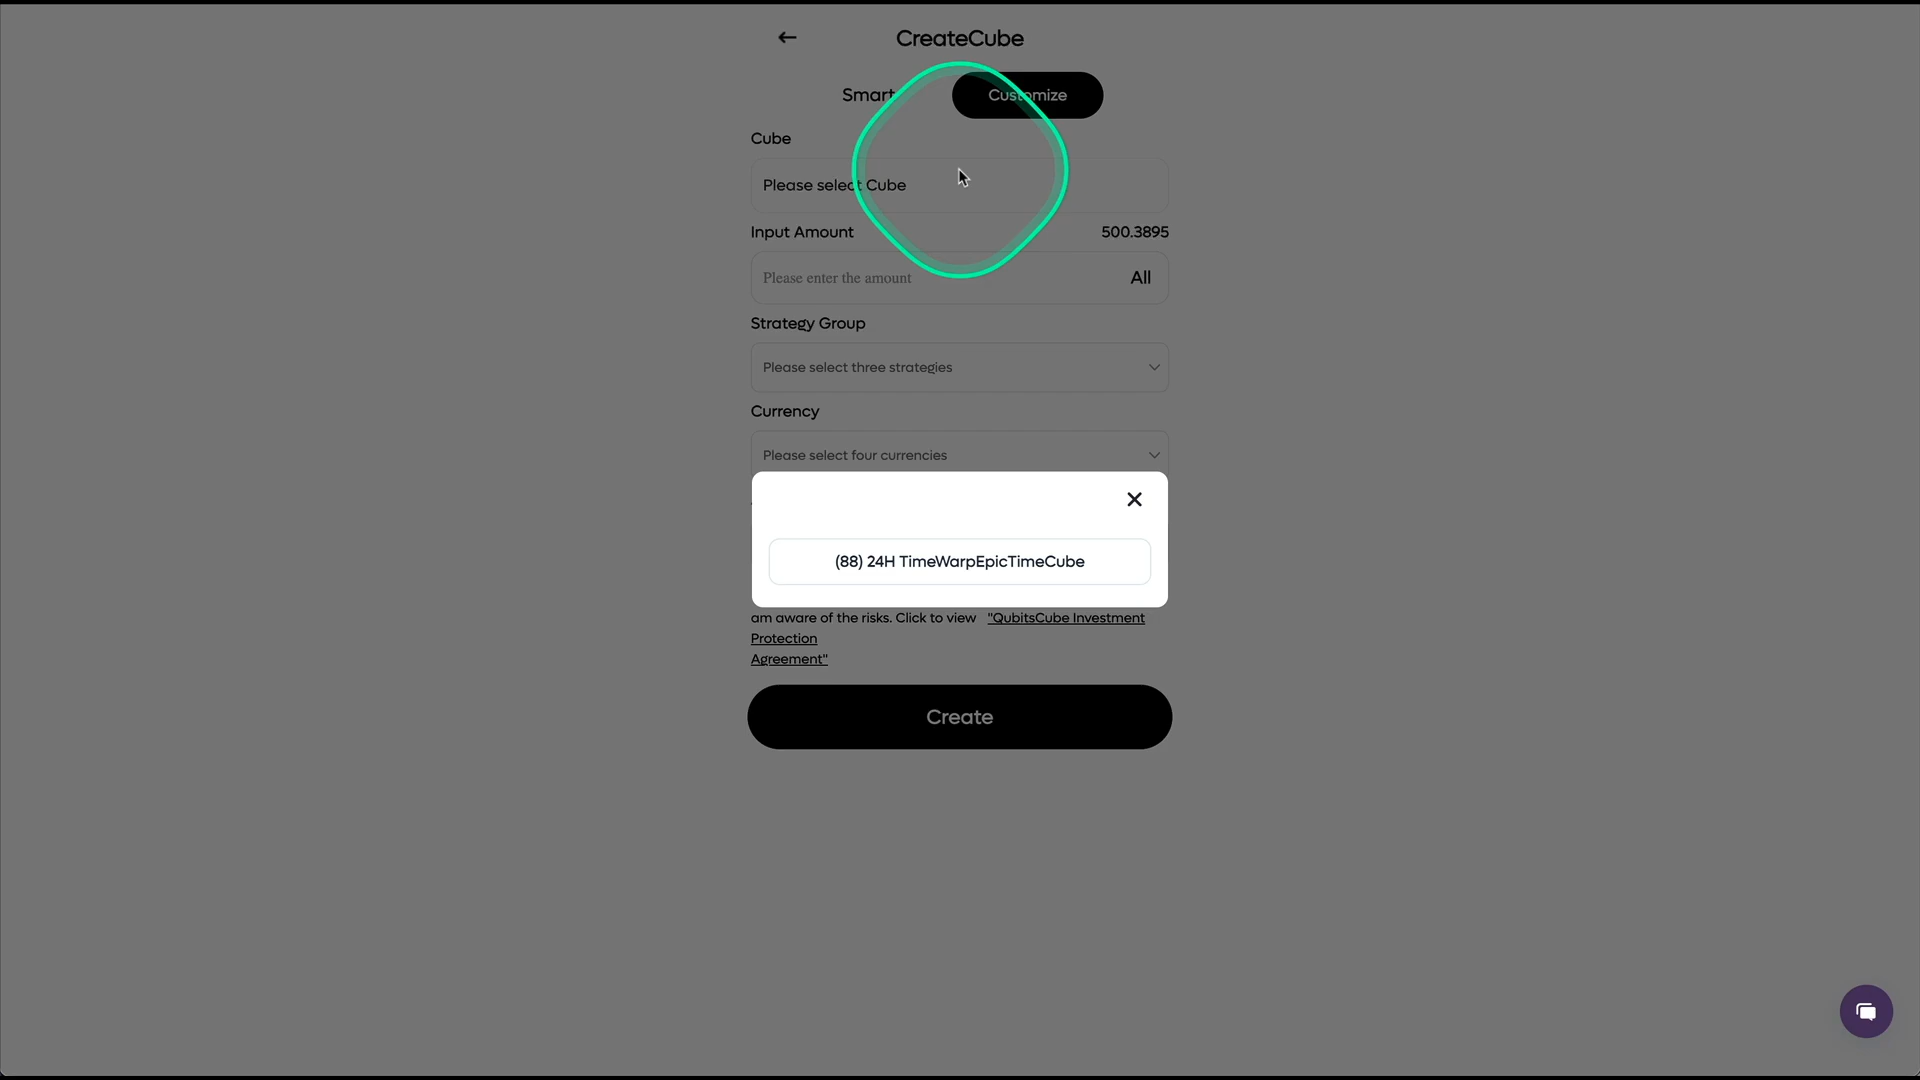 CreateCube
Smart
Customize
Cube
Please select Cube
Input Amount
500.3895
Please enter the amount
All
Strategy Group
Please select three strategies
Currency
Please select four currencies
(88) 24H TimeWarpEpicTimeCube
am aware of the risks. Click to view "QubitsCube Investment
Protection
Agreement"
Create